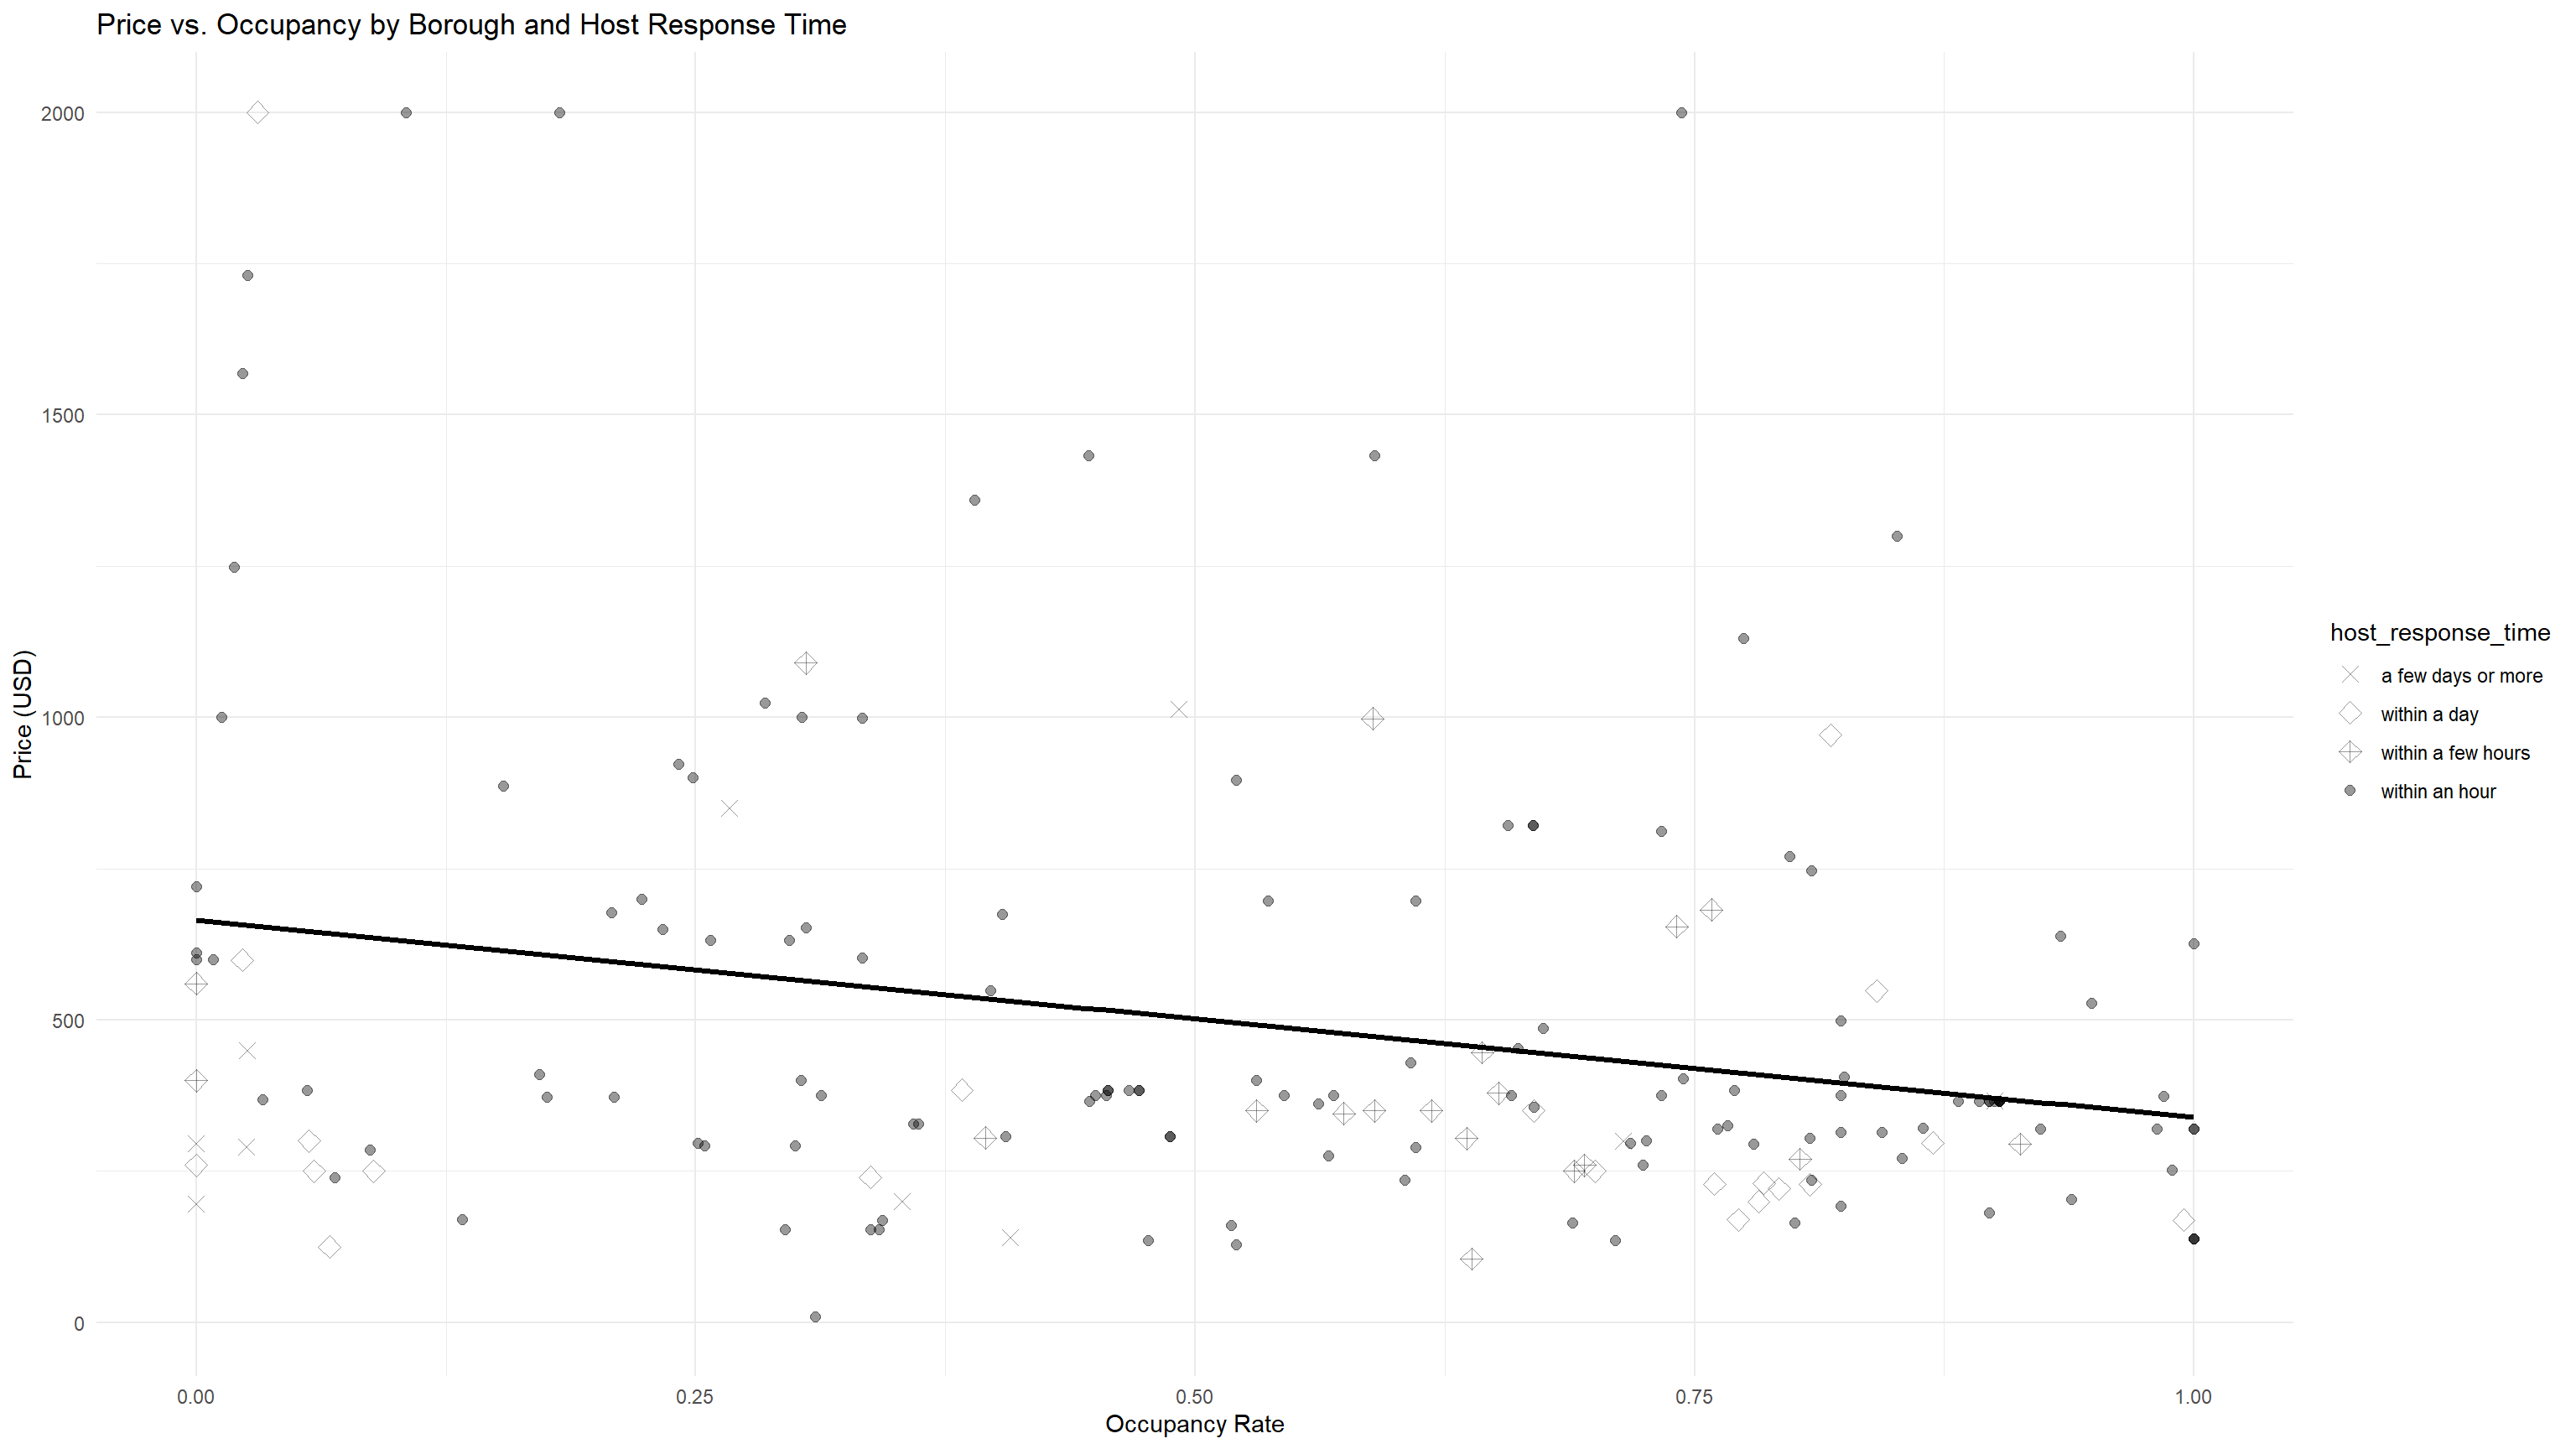 Price vs. Occupancy by Borough and Host Response Time
2000
1500
1000
500
0
Price (USD)
0.00 0.25 0.50 0.75 1.00
Occupancy Rate
host_response_time
a few days or more
within a day
within a few hours
within an hour